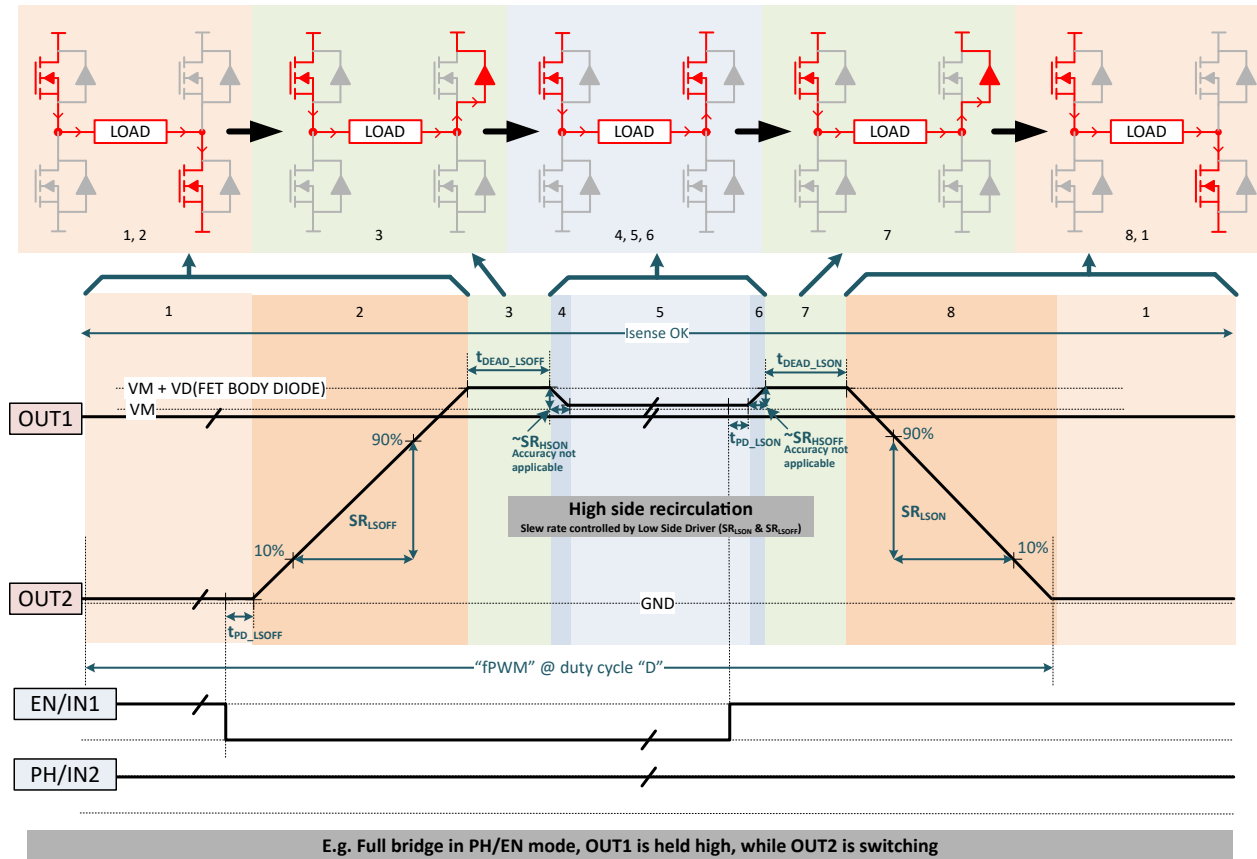 LOAD
LOAD
LOAD
LOAD
LOAD
1, 2
3
4, 5, 6
7
8, 1
1
2
3
4
5
6
7
8
1
Isense OK
tDEAD_LSOFF
tDEAD_LSON
VM + VD(FET BODY DIODE)
VM
OUT1
90%
~SRHSON
Accuracy not
applicable
tPD_LSON
~SRHSOFF
Accuracy not
applicable
90%
SRLSOFF
High side recirculation
Slew rate controlled by Low Side Driver (SRLSON & SRLSOFF)
SRLSON
10%
10%
OUT2
GND
tPD_LSOFF
“fPWM” @ duty cycle “D”
EN/IN1
PH/IN2
E.g. Full bridge in PH/EN mode, OUT1 is held high, while OUT2 is switching